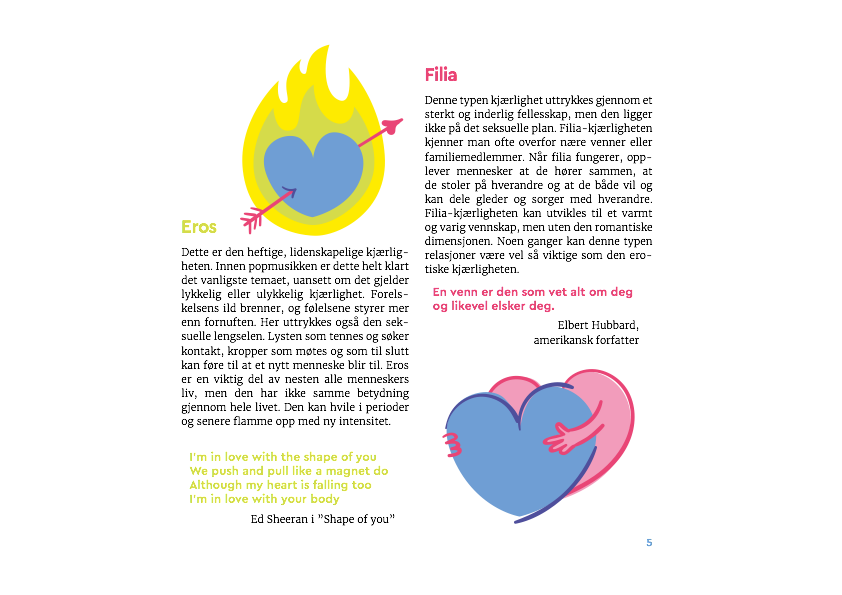 Eros
Dette er den heftige, lidenskapelige kjærlig-
heten. Innen popmusikken er dette helt klart
det vanligste temaet, uansett om det gjelder
lykkelig eller ulykkelig kjærlighet. Forels-
kelsens ild brenner, og følelsene styrer mer
enn fornuften. Her uttrykkes også den sek-
suelle lengselen. Lysten som tennes og søker
kontakt, kropper som møtes og som til slutt
kan føre til at et nytt menneske blir til. Eros
er en viktig del av nesten alle menneskers
liv, men den har ikke samme betydning
gjennom hele livet. Den kan hvile i perioder
og senere flamme opp med ny intensitet.
I'm in love with the shape of you
We push and pull like a magnet do
Although my heart is falling too
I'm in love with your body
Ed Sheeran i ”Shape of you”
Filia
Denne typen kjærlighet uttrykkes gjennom et
sterkt og inderlig fellesskap, men den ligger
ikke på det seksuelle plan. Filia-kjærligheten
kjenner man ofte overfor nære venner eller
familiemedlemmer. Når filia fungerer, opp-
lever mennesker at de hører sammen, at
de stoler på hverandre og at de både vil og
kan dele gleder og sorger med hverandre.
Filia-kjærligheten kan utvikles til et varmt
og varig vennskap, men uten den romantiske
dimensjonen. Noen ganger kan denne typen
relasjoner være vel så viktige som den ero-
tiske kjærligheten.
En venn er den som vet alt om deg
og likevel elsker deg.
Elbert Hubbard,
amerikansk forfatter
5